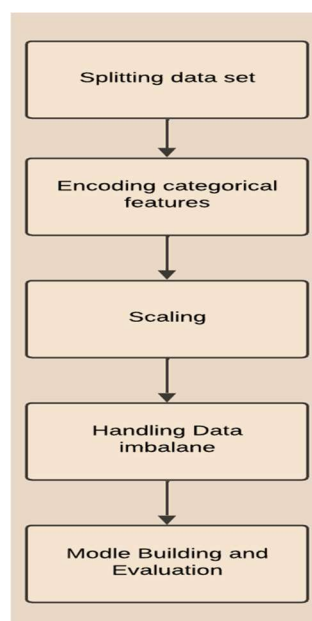 Splitting data set
Encoding categorical
features
Scaling
Handling Data
imbalane
Modle Building and
Evaluation